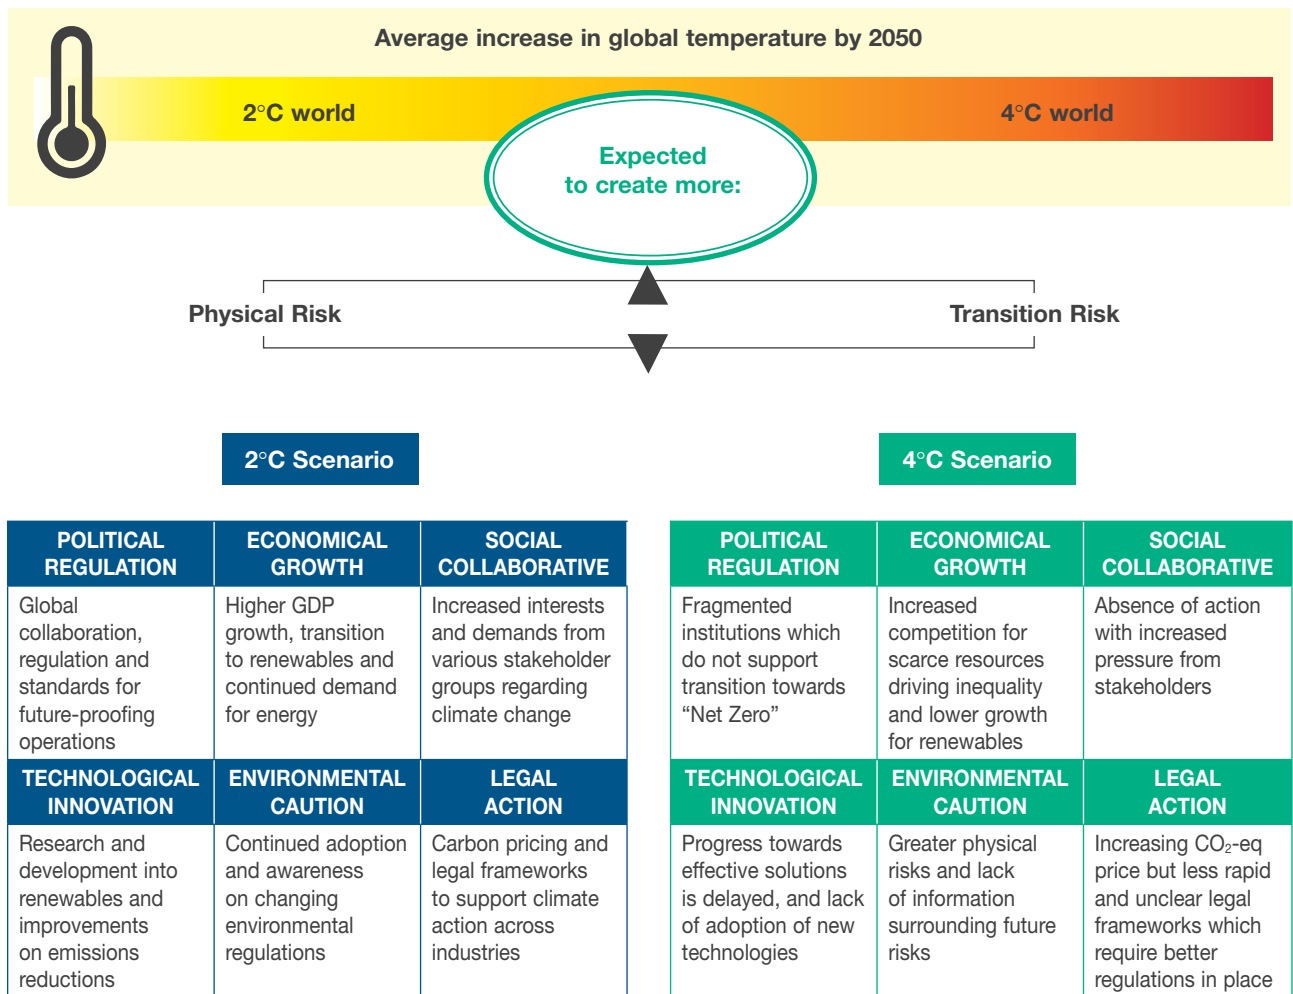 Average increase in global temperature by 2050
2°C world
4°C world
Expected
to create more:
Physical Risk
Transition Risk
2°C Scenario
POLITICAL
REGULATION
Global
collaboration,
regulation and
standards for
future-proofing
operations
ECONOMICAL
GROWTH
Higher GDP
growth, transition
to renewables and
continued demand
for energy
SOCIAL
COLLABORATIVE
Increased interests
and demands from
various stakeholder
groups regarding
climate change
TECHNOLOGICAL
INNOVATION
Research and
development into
renewables and
improvements
on emissions
reductions
ENVIRONMENTAL
CAUTION
Continued adoption
and awareness
on changing
environmental
regulations
LEGAL
ACTION
Carbon pricing and
legal frameworks
to support climate
action across
industries
4°C Scenario
POLITICAL
REGULATION
Fragmented
institutions which
do not support
transition towards
“Net Zero”
ECONOMICAL
GROWTH
Increased
competition for
scarce resources
driving inequality
and lower growth
for renewables
SOCIAL
COLLABORATIVE
Absence of action
with increased
pressure from
stakeholders
TECHNOLOGICAL
INNOVATION
Progress towards
effective solutions
is delayed, and lack
of adoption of new
technologies
ENVIRONMENTAL
CAUTION
Greater physical
risks and lack
of information
surrounding future
risks
LEGAL
ACTION
Increasing CO₂-eq
price but less rapid
and unclear legal
frameworks which
require better
regulations in place